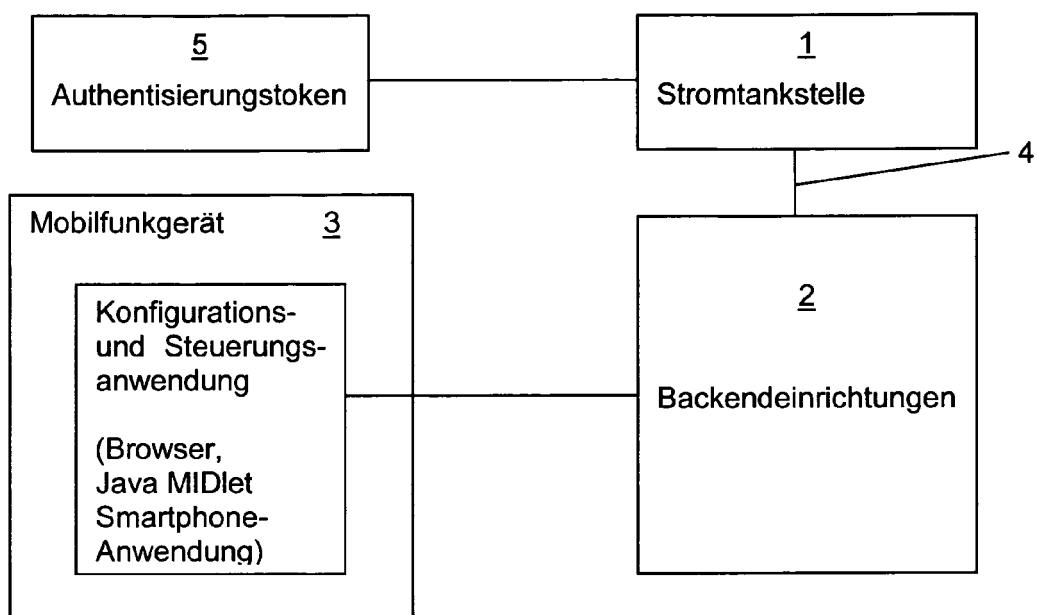 5
Authentisierungstoken
1
Stromtankstelle
4
Mobilfunkgerät 3
Konfigurations-
und Steuerungs-
anwendung
(Browser,
Java MIDlet
Smartphone-
Anwendung)
2
Backendeinrichtungen